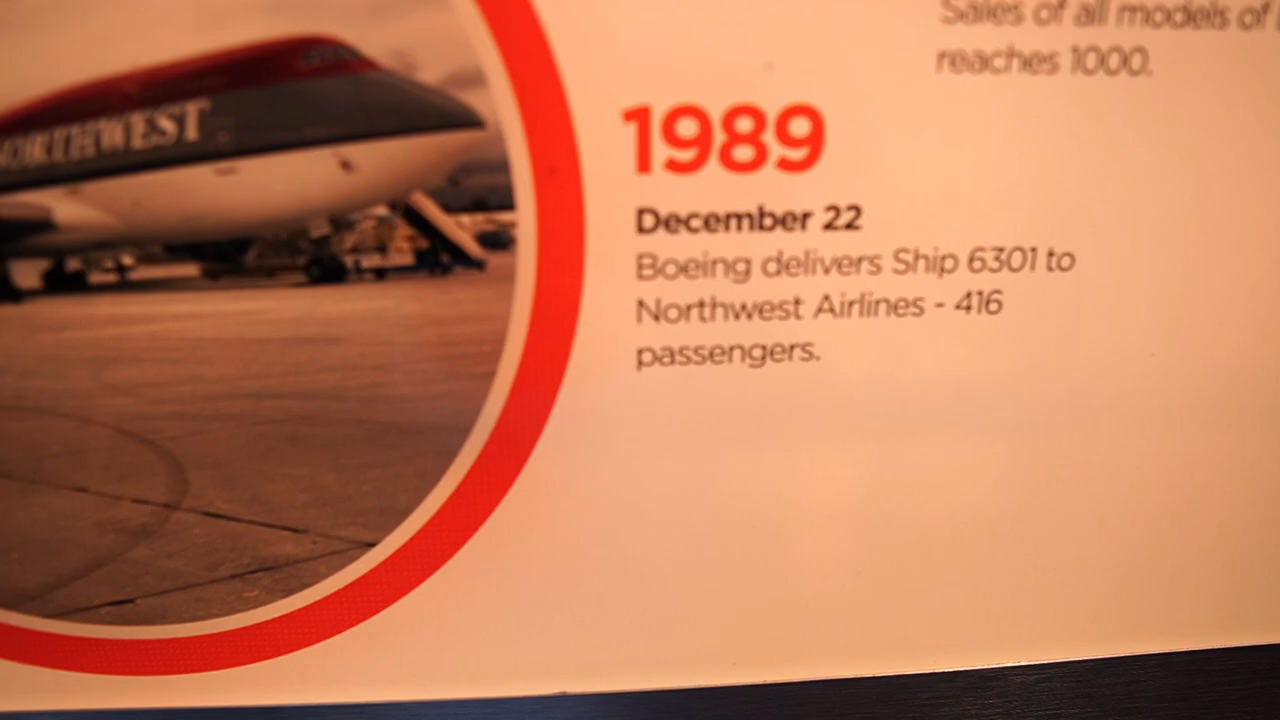 Sales of all models of
reaches 1000.
NORTHWEST
1989
December 22
Boeing delivers Ship 6301 to
Northwest Airlines - 416
passengers.